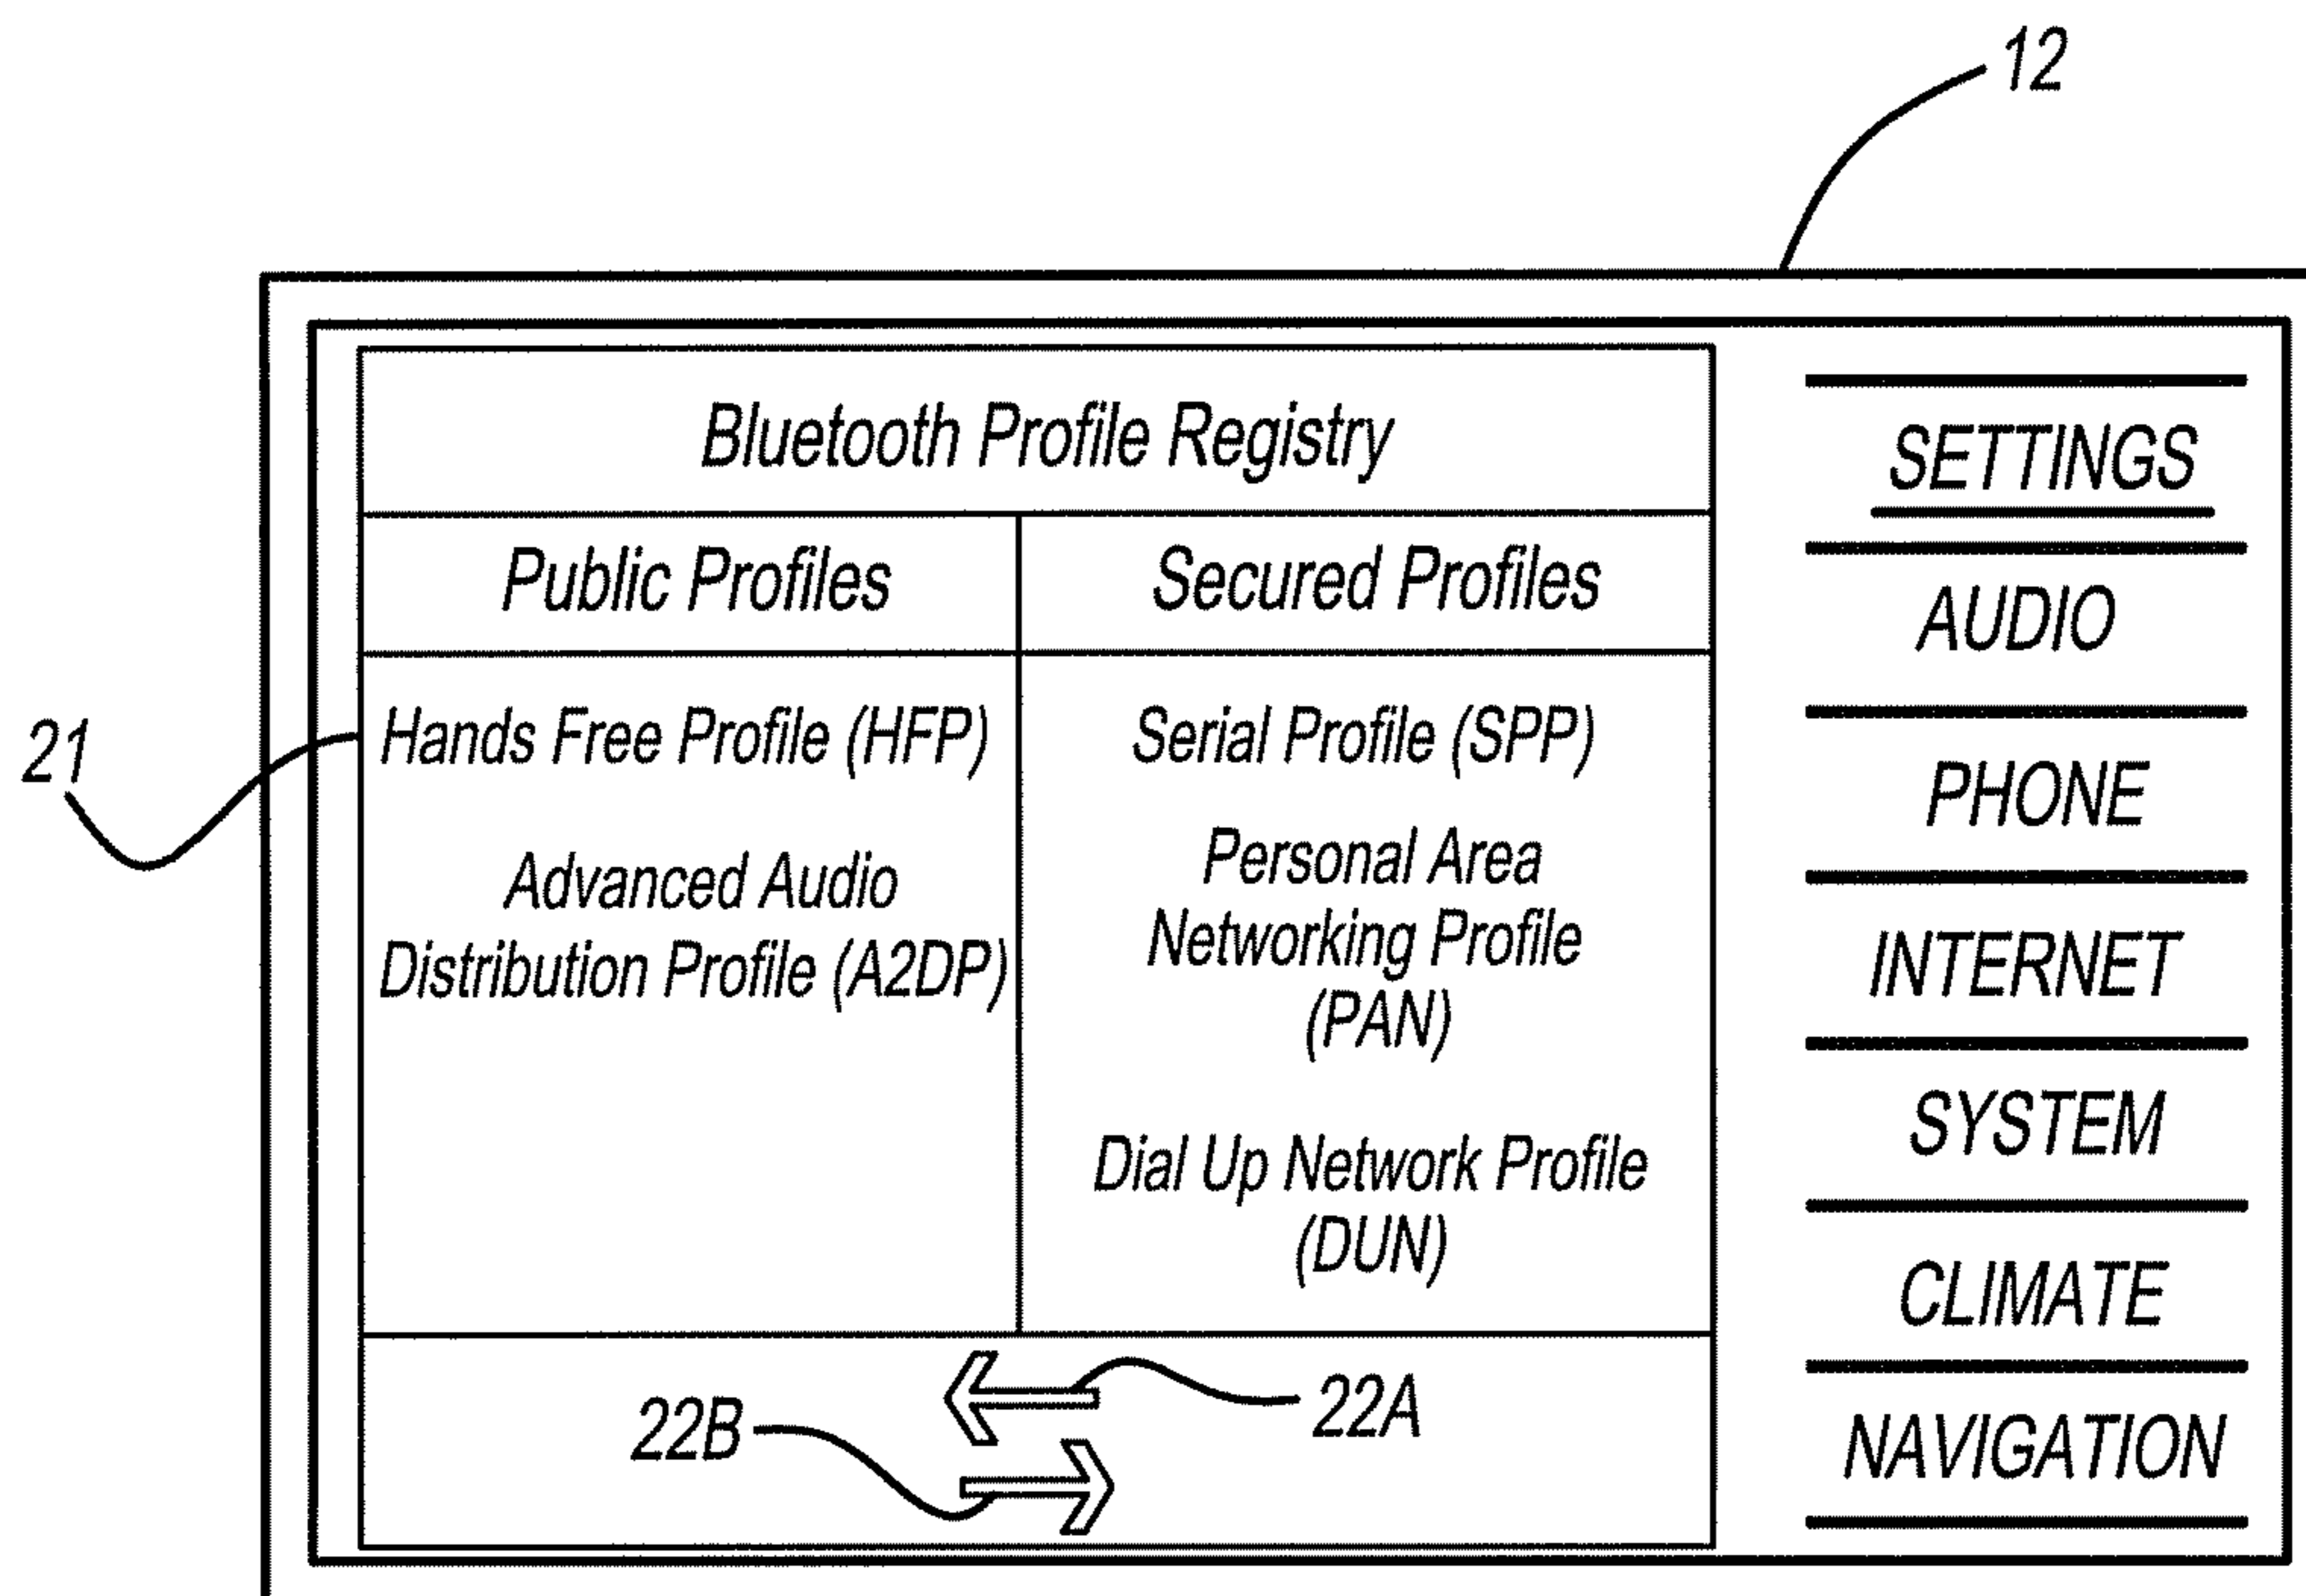 12
Bluetooth Profile Registry
Public Profiles
Secured Profiles
21
Hands Free Profile (HFP)
Advanced Audio
Distribution Profile (A2DP)
Serial Profile (SPP)
Personal Area
Networking Profile
(PAN)
Dial Up Network Profile
(DUN)
22A
22B
SETTINGS
AUDIO
PHONE
INTERNET
SYSTEM
CLIMATE
NAVIGATION